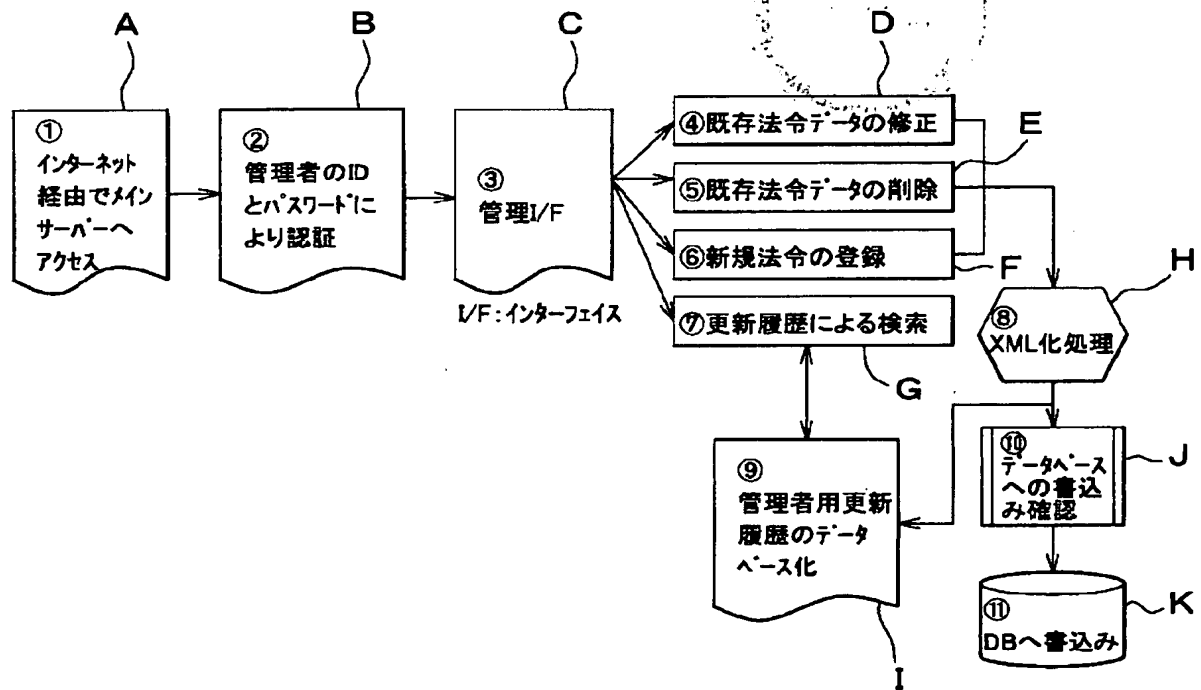 A
B
C
D
①
インターネット
経由でメイン
サーバーへ
アクセス
②
管理者のID
とパスワードに
より認証
③
管理I/F
I/F:インターフェイス
④既存法令データの修正
E
⑤既存法令データの削除
⑥新規法令の登録
F
⑦更新履歴による検索
G
H
⑧
XML化処理
⑨
管理者用更新
履歴のデータ
ベース化
I
⑩
データベース
への書込
み確認
J
⑪
DBへ書込み
K